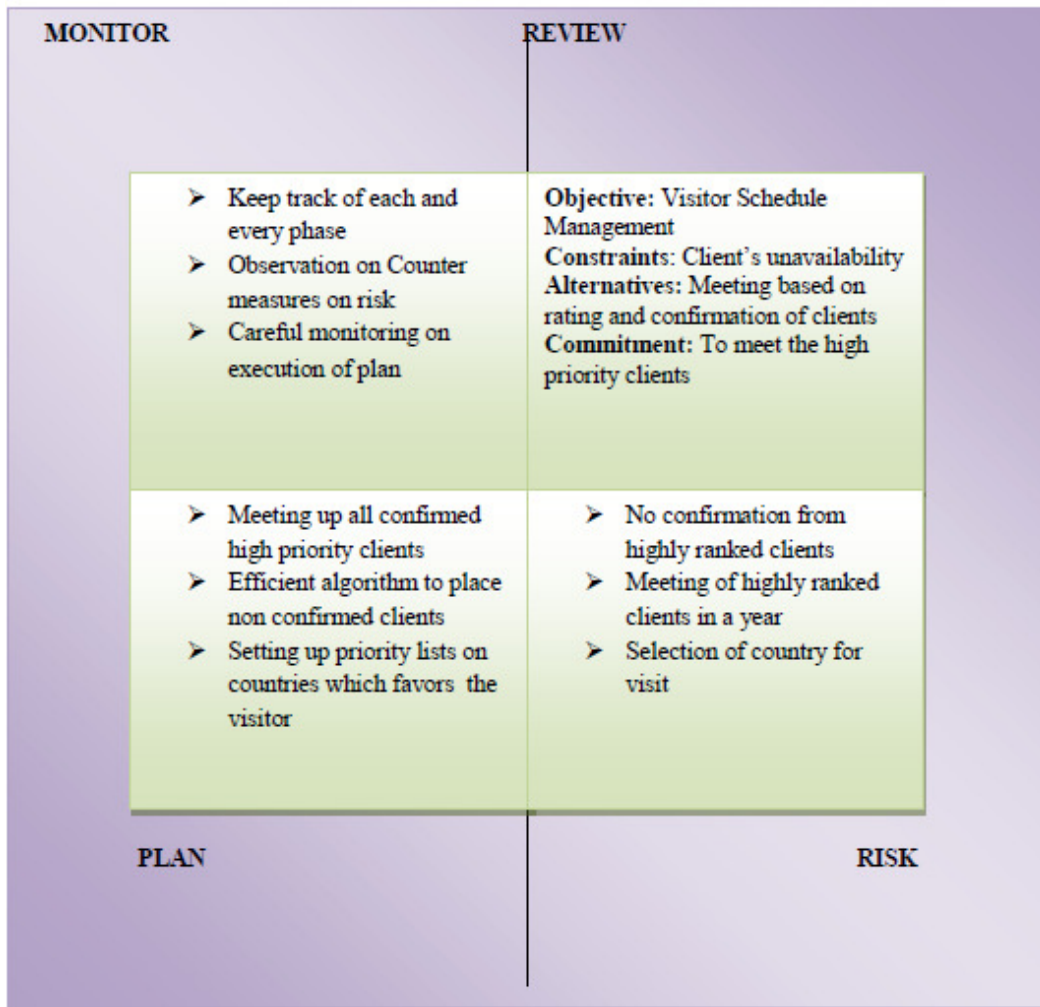 MONITOR
REVIEW
➤ Keep track of each and
every phase
➤ Observation on Counter
measures on risk
➤ Careful monitoring on
execution of plan
Objective: Visitor Schedule
Management
Constraints: Client's unavailability
Alternatives: Meeting based on
rating and confirmation of clients
Commitment: To meet the high
priority clients
➤ Meeting up all confirmed
high priority clients
➤ Efficient algorithm to place
non confirmed clients
➤ Setting up priority lists on
countries which favors the
visitor
➤ No confirmation from
highly ranked clients
➤ Meeting of highly ranked
clients in a year
➤ Selection of country for
visit
PLAN
RISK